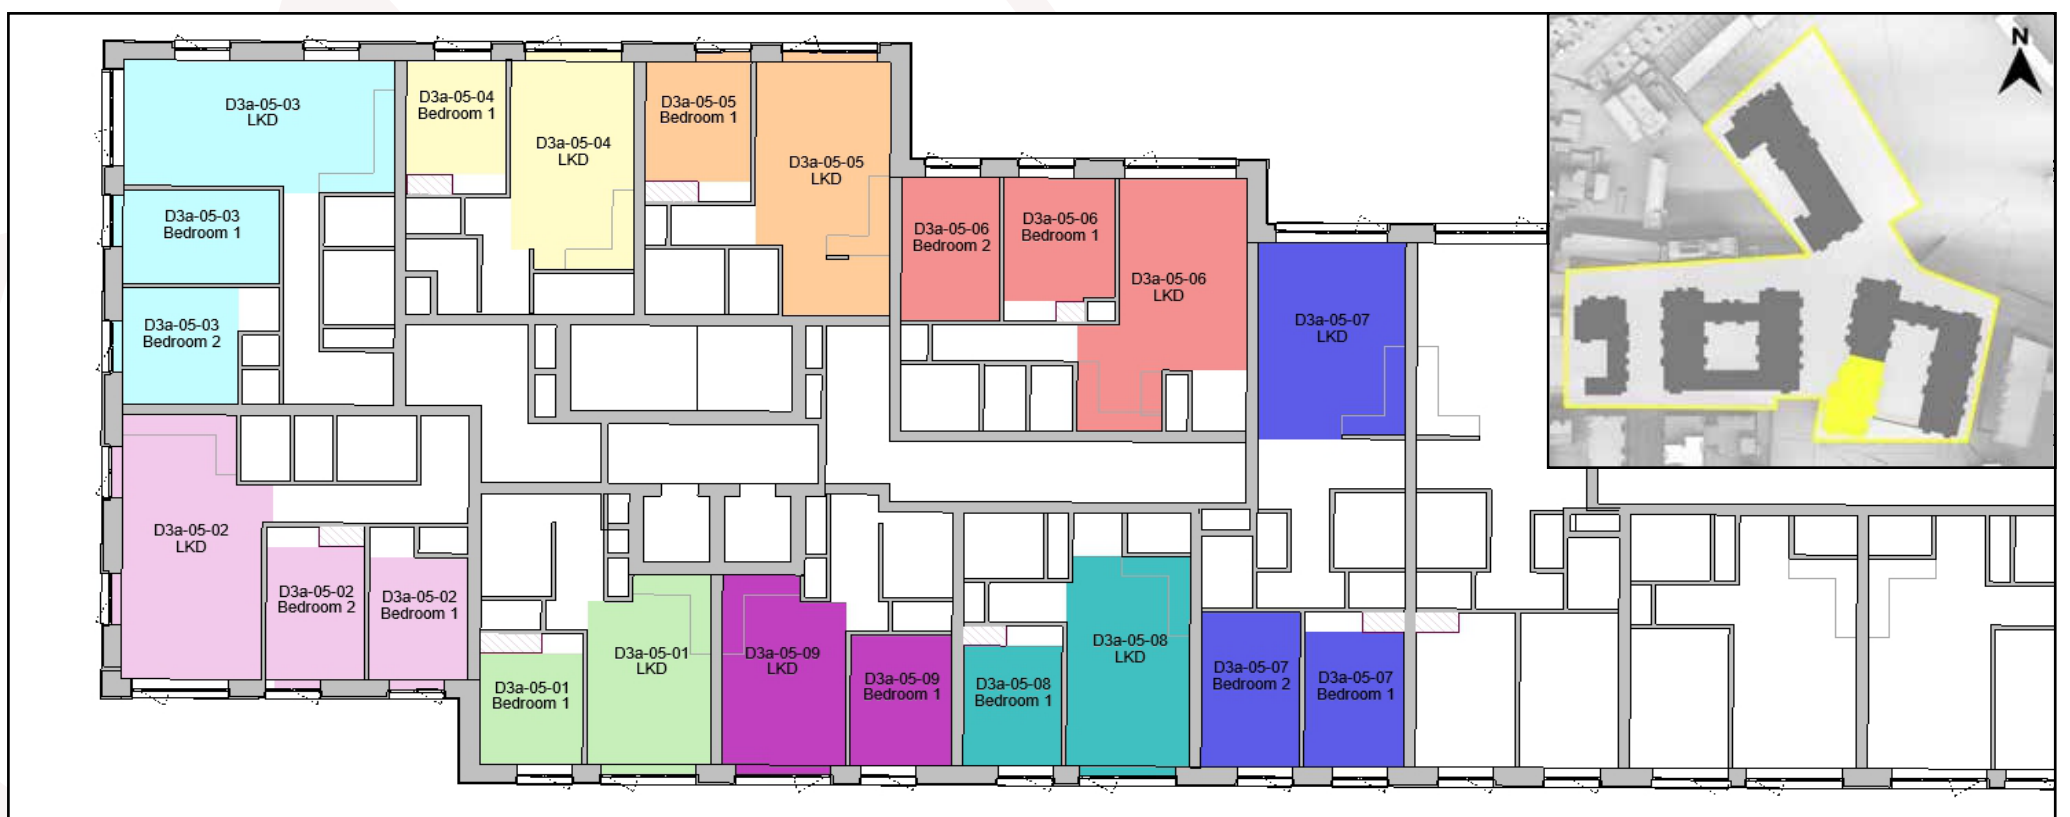 D3a-05-03
LKD
D3a-05-04
Bedroom 1
D3a-05-04
LKD
D3a-05-05
Bedroom 1
D3a-05-05
LKD
N
D3a-05-03
Bedroom 1
D3a-05-06
Bedroom 2
D3a-05-06
Bedroom 1
D3a-05-06
LKD
D3a-05-03
Bedroom 2
D3a-05-07
LKD
D3a-05-02
LKD
D3a-05-02
Bedroom 2
D3a-05-02
Bedroom 1
D3a-05-01
Bedroom 1
D3a-05-01
LKD
D3a-05-09
LKD
D3a-05-09
Bedroom 1
D3a-05-08
Bedroom 1
D3a-05-08
LKD
D3a-05-07
Bedroom 2
D3a-05-07
Bedroom 1